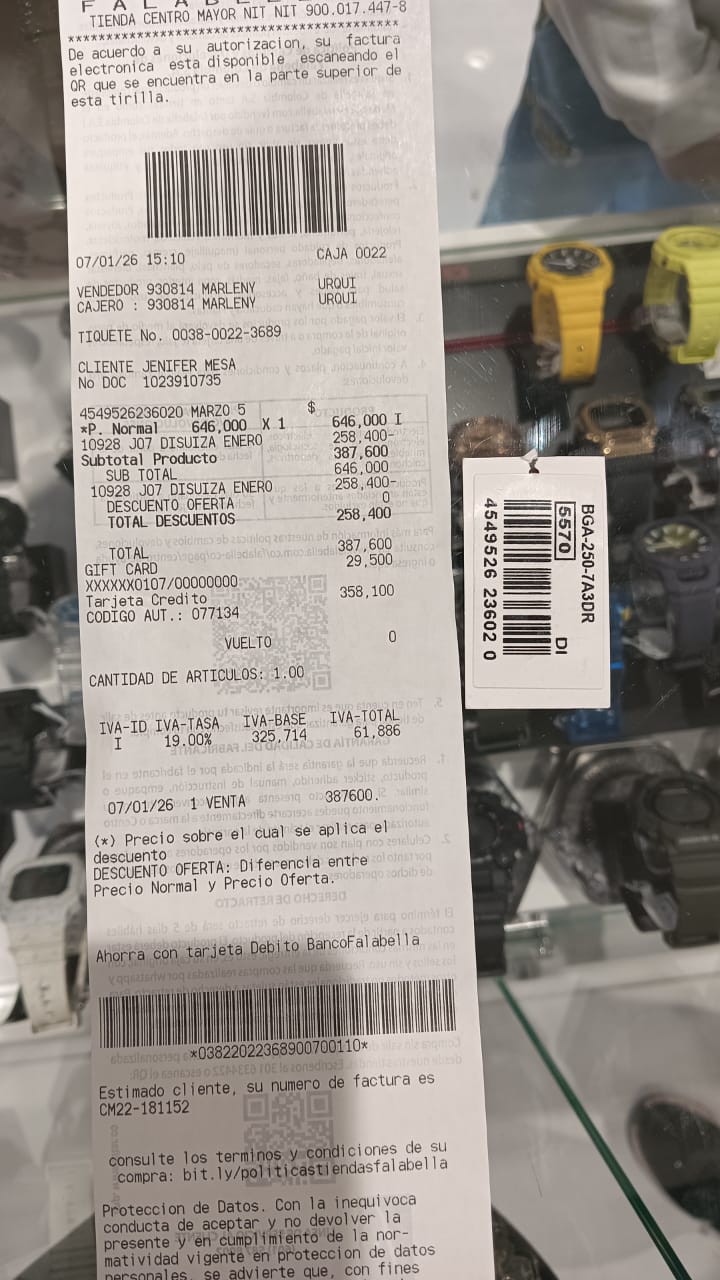 F A L A B E L L A
TIENDA CENTRO MAYOR NIT NIT 900.017.447-8
******************************************
De acuerdo a su autorizacion, su factura
electronica esta disponible escaneando el
QR que se encuentra en la parte superior de
esta tirilla.
07/01/26 15:10 CAJA 0022
VENDEDOR 930814 MARLENY URQUI
CAJERO : 930814 MARLENY URQUI
TIQUETE No. 0038-0022-3689
CLIENTE JENIFER MESA
No DOC 1023910735
4549526236020 MARZO 5 $
*P. Normal 646,000 X 1 646,000 I
10928 J07 DISUIZA ENERO 258,400-
Subtotal Producto 387,600
SUB TOTAL 646,000
10928 J07 DISUIZA ENERO 258,400-
DESCUENTO OFERTA 0
TOTAL DESCUENTOS 258,400
TOTAL 387,600
GIFT CARD 29,500
XXXXXX0107/00000000
Tarjeta Credito 358,100
CODIGO AUT.: 077134
VUELTO 0
CANTIDAD DE ARTICULOS: 1.00
IVA-ID IVA-TASA IVA-BASE IVA-TOTAL
I 19.00% 325,714 61,886
07/01/26 1 VENTA 387600.
(*) Precio sobre el cual se aplica el
descuento
DESCUENTO OFERTA: Diferencia entre
Precio Normal y Precio Oferta.
Ahorra con tarjeta Debito BancoFalabella
*03822022368900700110*
Estimado cliente, su numero de factura es
CM22-181152
consulte los terminos y condiciones de su
compra: bit.ly/politicastiendasfalabella
Proteccion de Datos. Con la inequivoca
conducta de aceptar y no devolver la
presente y en cumplimiento de la nor-
matividad vigente en proteccion de datos
personales, se advierte que, con fines
BGA-250-7A3DR
5570 DI
4549526 23602 0